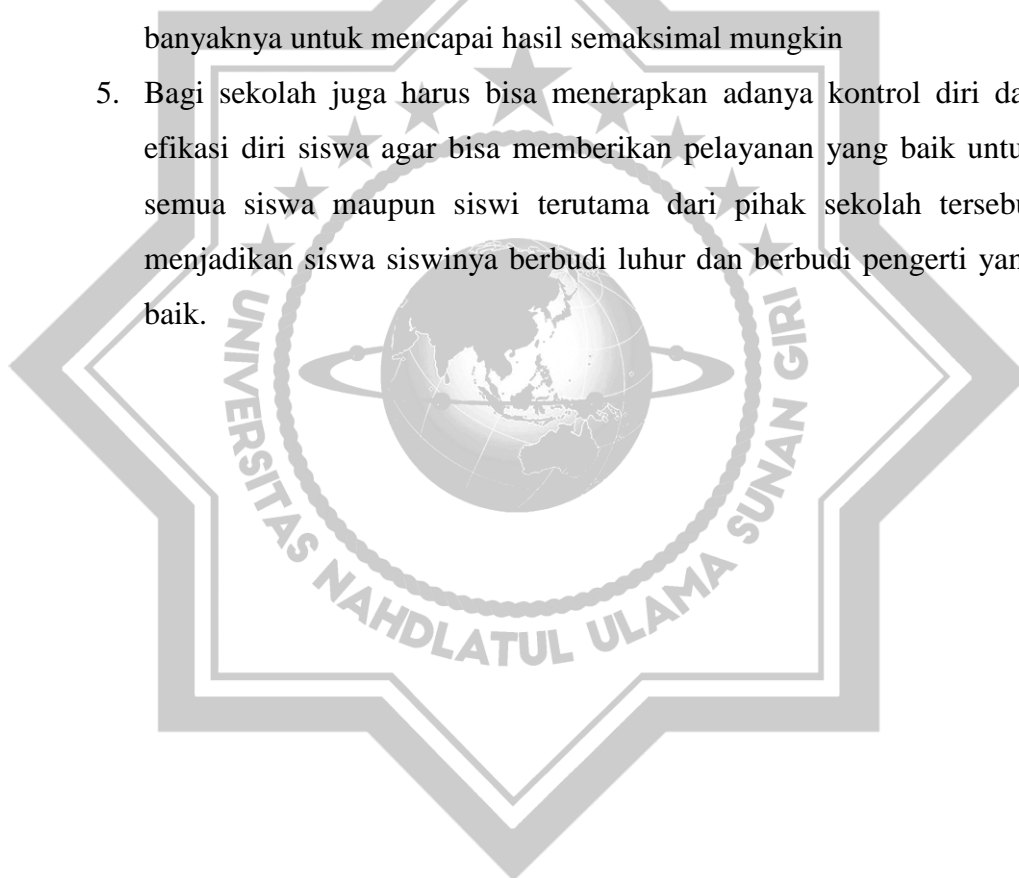 banyaknya untuk mencapai hasil semaksimal mungkin
5. Bagi sekolah juga harus bisa menerapkan adanya kontrol diri da
efikasi diri siswa agar bisa memberikan pelayanan yang baik untu
semua siswa maupun siswi terutama dari pihak sekolah tersebu
menjadikan siswa siswinya berbudi luhur dan berbudi pengerti yan
baik.
UNIVERSITAS NAHDLATUL ULAMA SUNAN GIRI